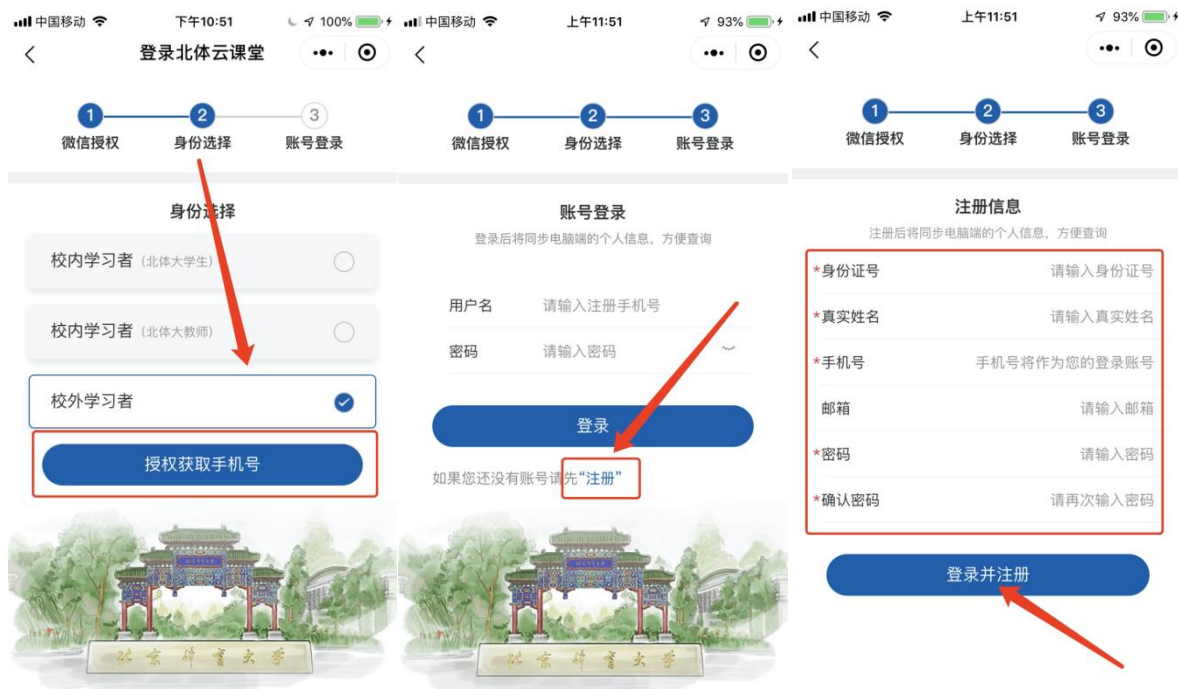 中国移动 下午10:51 100%
登录北体云课堂
1 2 3
微信授权 身份选择 账号登录
身份选择
校内学习者 (北体大学生)
校内学习者 (北体大教师)
校外学习者
授权获取手机号
北京体育大学
中国移动 上午11:51 93%
1 2 3
微信授权 身份选择 账号登录
账号登录
登录后将同步电脑端的个人信息，方便查询
用户名 请输入注册手机号
密码 请输入密码
登录
如果您还没有账号请先“注册”
北京体育大学
中国移动 上午11:51 93%
1 2 3
微信授权 身份选择 账号登录
注册信息
注册后将同步电脑端的个人信息，方便查询
*身份证号 请输入身份证号
*真实姓名 请输入真实姓名
*手机号 手机号将作为您的登录账号
邮箱 请输入邮箱
*密码 请输入密码
*确认密码 请再次输入密码
登录并注册